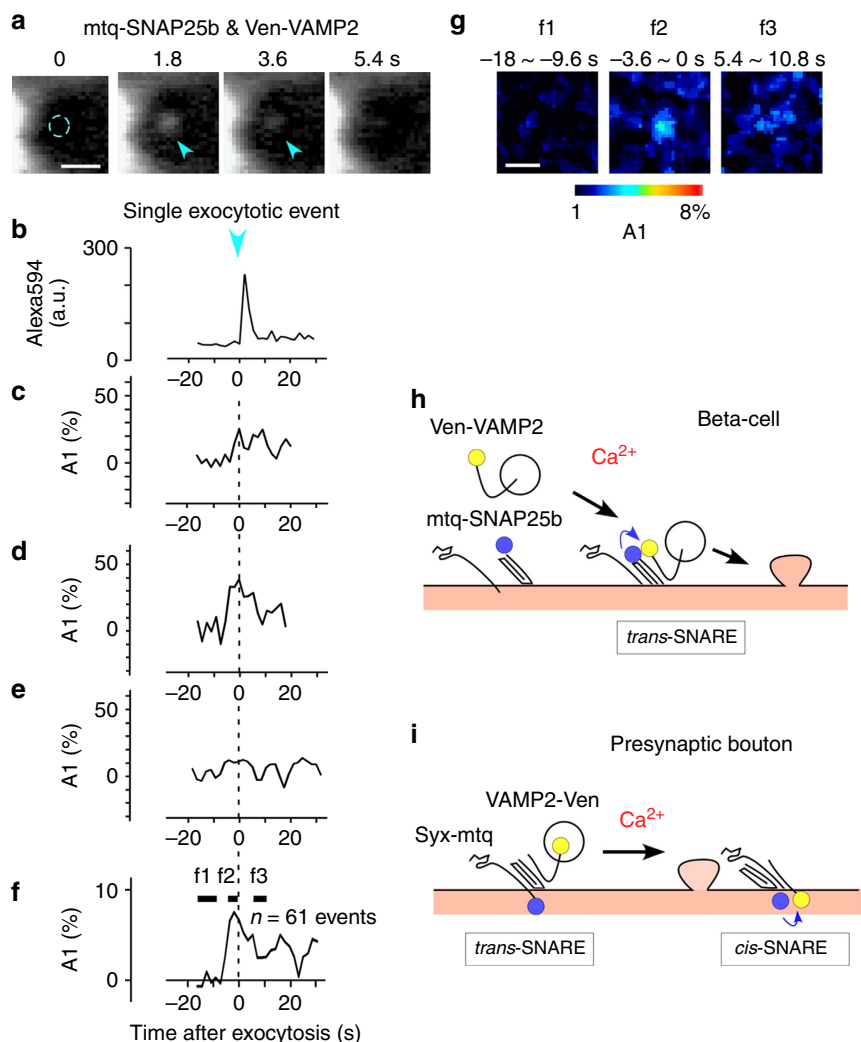 a
mtq-SNAP25b & Ven-VAMP2
0 1.8 3.6 5.4 s
Single exocytotic event
b
Alexa594
(a.u.)
300
0
–20 0 20
c
A1 (%)
50
0
–20 0 20
d
A1 (%)
50
0
–20 0 20
e
A1 (%)
50
0
–20 0 20
f
A1 (%)
10
0
f1 f2 f3
n = 61 events
–20 0 20
Time after exocytosis (s)
g
f1 f2 f3
–18 ~ –9.6 s –3.6 ~ 0 s 5.4 ~ 10.8 s
1 8%
A1
h
Beta-cell
Ven-VAMP2
Ca2+
mtq-SNAP25b
trans-SNARE
i
Presynaptic bouton
VAMP2-Ven
Ca2+
Syx-mtq
trans-SNARE
cis-SNARE